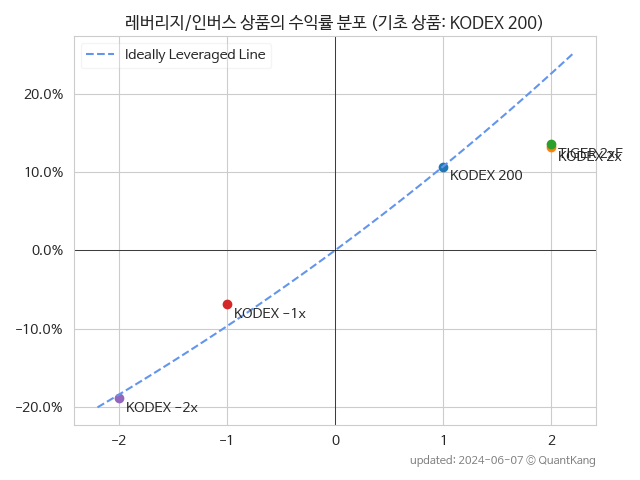 레버리지/인버스 상품의 수익률 분포 (기초 상품: KODEX 200)
Ideally Leveraged Line
20.0%
10.0%
0.0%
−10.0%
−20.0%
TIGER 2xF
KODEX 2x
KODEX 200
KODEX −1x
KODEX −2x
−2
−1
0
1
2
updated: 2024-06-07 © QuantKang